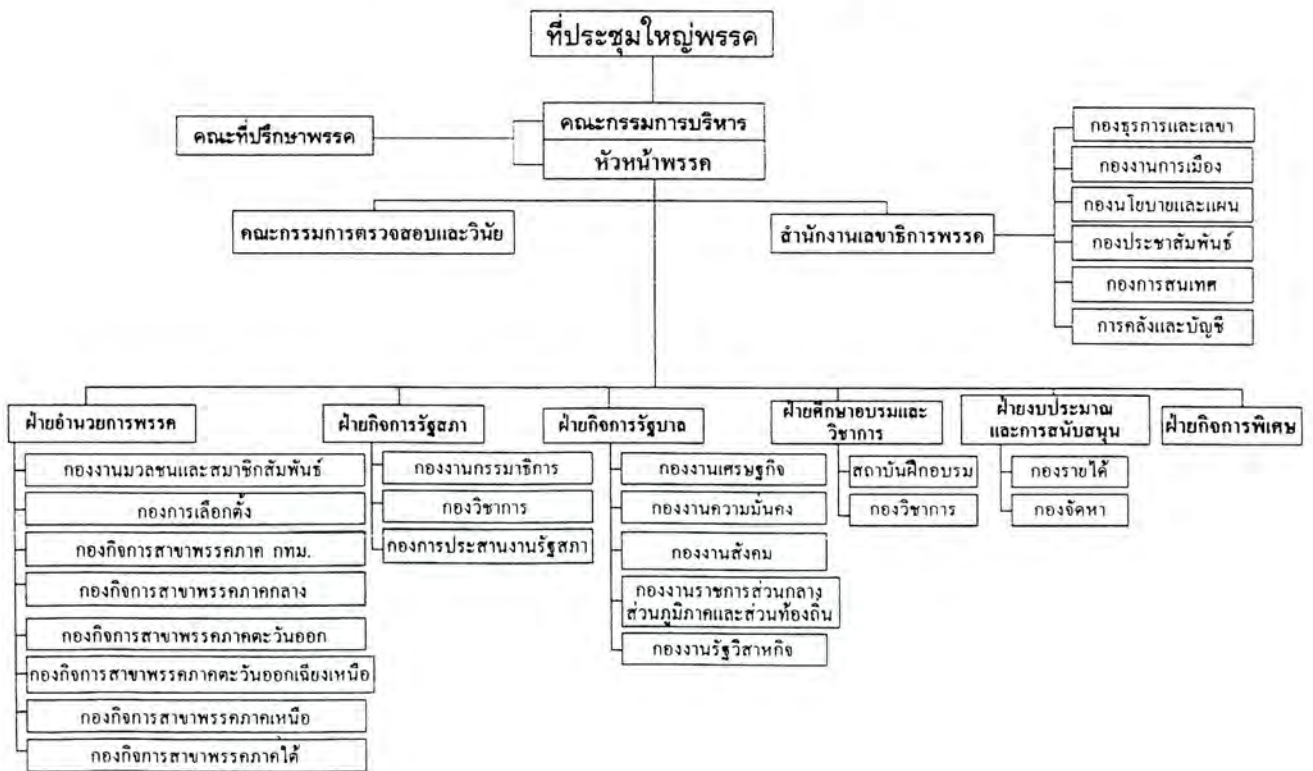 ที่ประชุมใหญ่พรรค
คณะที่ปรึกษาพรรค
คณะกรรมการบริหาร
หัวหน้าพรรค
คณะกรรมการตรวจสอบและวินัย
สำนักงานเลขาธิการพรรค
กองธุรการและเลขา
กองงานการเมือง
กองนโยบายและแผน
กองประชาสัมพันธ์
กองการสนเทศ
การคลังและบัญชี
ฝ่ายอำนวยการพรรค
กองงานมวลชนและสมาชิกสัมพันธ์
กองการเลือกตั้ง
กองกิจการสาขาพรรคภาค กทม.
กองกิจการสาขาพรรคภาคกลาง
กองกิจการสาขาพรรคภาคตะวันออก
กองกิจการสาขาพรรคภาคตะวันออกเฉียงเหนือ
กองกิจการสาขาพรรคภาคเหนือ
กองกิจการสาขาพรรคภาคใต้
ฝ่ายกิจการรัฐสภา
กองงานกรรมาธิการ
กองวิชาการ
กองการประสานงานรัฐสภา
ฝ่ายกิจการรัฐบาล
กองงานเศรษฐกิจ
กองงานความมั่นคง
กองงานสังคม
กองงานราชการส่วนกลาง
ส่วนภูมิภาคและส่วนท้องถิ่น
กองงานรัฐวิสาหกิจ
ฝ่ายศึกษาอบรมและ
วิชาการ
สถาบันฝึกอบรม
กองวิชาการ
ฝ่ายงบประมาณ
และการสนับสนุน
กองรายได้
กองจัดหา
ฝ่ายกิจการพิเศษ